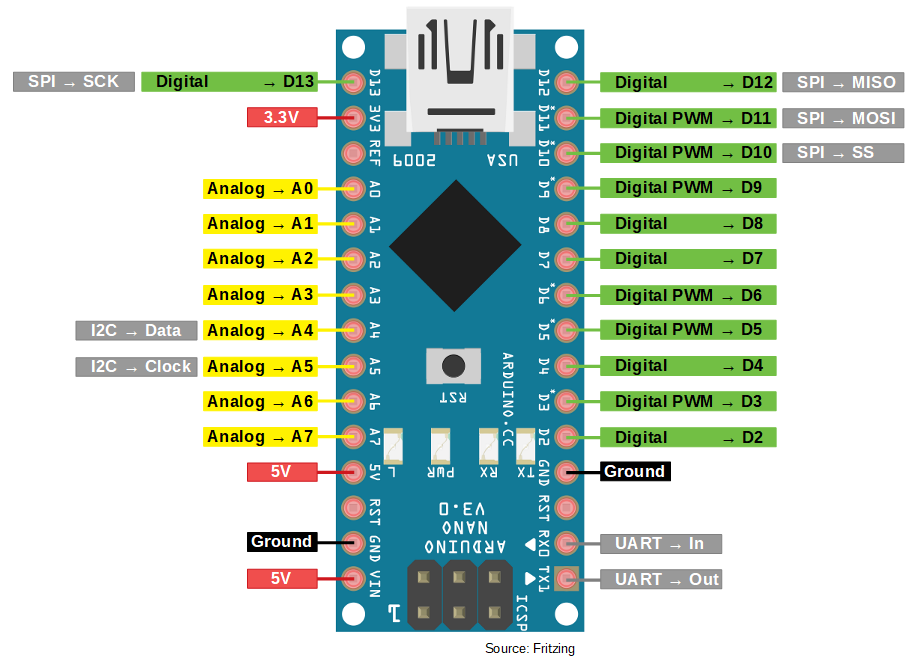 SPI → SCK Digital → D13 D13 D12 Digital → D12 SPI → MISO
3.3V 3V3 D11* Digital PWM → D11 SPI → MOSI
REF D10* Digital PWM → D10 SPI → SS
2009 USA
Analog → A0 A0 D9* Digital PWM → D9
Analog → A1 A1 D8 Digital → D8
Analog → A2 A2 D7 Digital → D7
Analog → A3 A3 D6* Digital PWM → D6
I2C → Data Analog → A4 A4 D5* Digital PWM → D5
I2C → Clock Analog → A5 A5 D4 Digital → D4
RST
ARDUINO.CC
Analog → A6 A6 D3* Digital PWM → D3
Analog → A7 A7 D2 Digital → D2
5V 5V GND Ground
L PWR RX TX
RST RST
V3.0
NANO
ARDUINO
Ground GND RX0 UART → In
5V VIN TX1 UART → Out
1 ICSP
Source: Fritzing